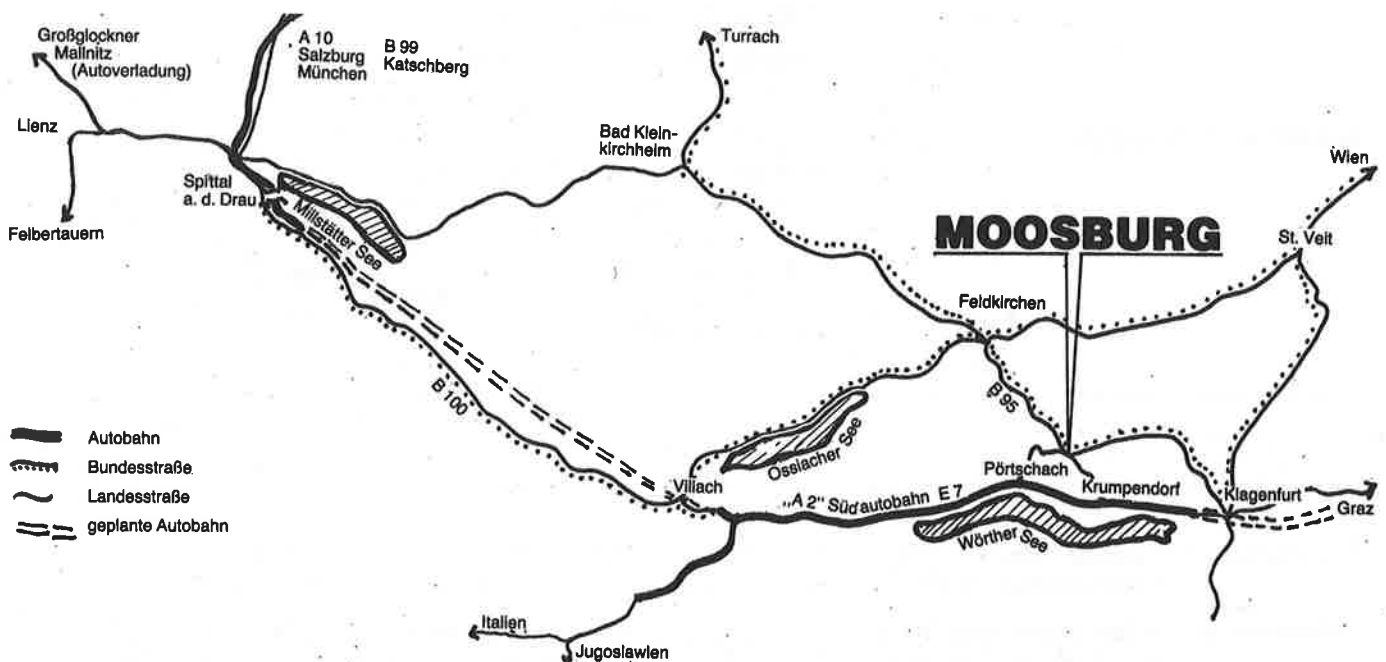 Großglockner
Mallnitz
(Autoverladung)
A 10
Salzburg
München
B 99
Katschberg
Turrach
Lienz
Bad Klein-
kirchheim
Wien
Spittal
a. d. Drau
Millstätter See
Felbertauern
MOOSBURG
St. Veit
Feldkirchen
B 100
B 95
Autobahn
Bundesstraße
Landesstraße
geplante Autobahn
Ossiacher See
Villach
Pörtschach
Krumpendorf
Klagenfurt
„A 2" Südautobahn E 7
Graz
Wörther See
Italien
Jugoslawien